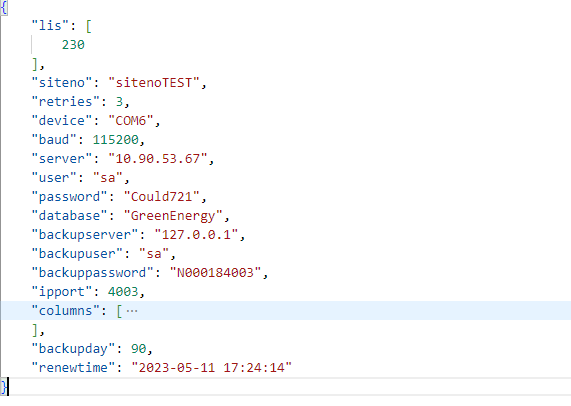 {
"lis": [
230
],
"siteno": "sitenoTEST",
"retries": 3,
"device": "COM6",
"baud": 115200,
"server": "10.90.53.67",
"user": "sa",
"password": "Could721",
"database": "GreenEnergy",
"backupserver": "127.0.0.1",
"backupuser": "sa",
"backuppassword": "N000184003",
"ipport": 4003,
"columns": [ ···
],
"backupday": 90,
"renewtime": "2023-05-11 17:24:14"
}